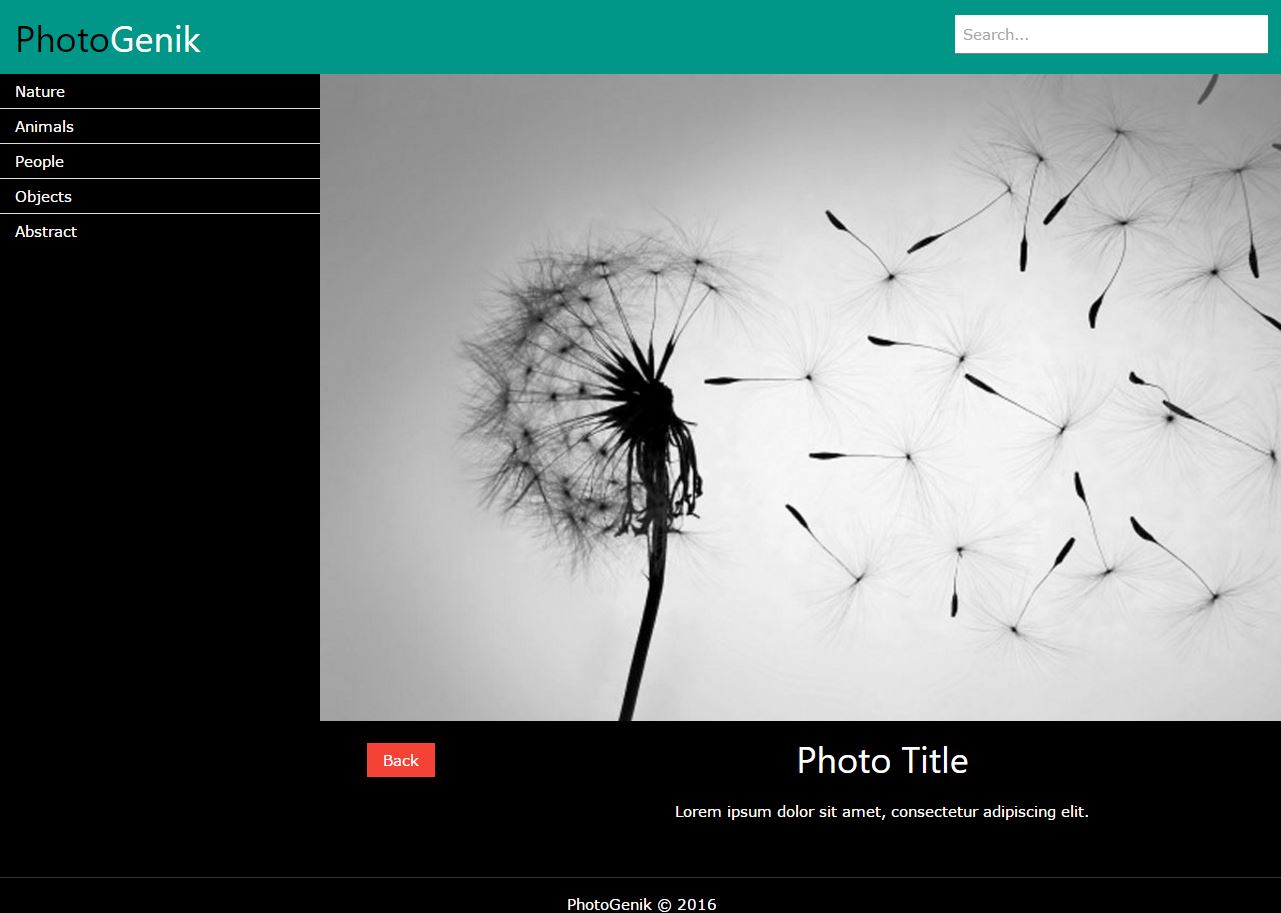 PhotoGenik
Search...
Nature
Animals
People
Objects
Abstract
Back
Photo Title
Lorem ipsum dolor sit amet, consectetur adipiscing elit.
PhotoGenik © 2016